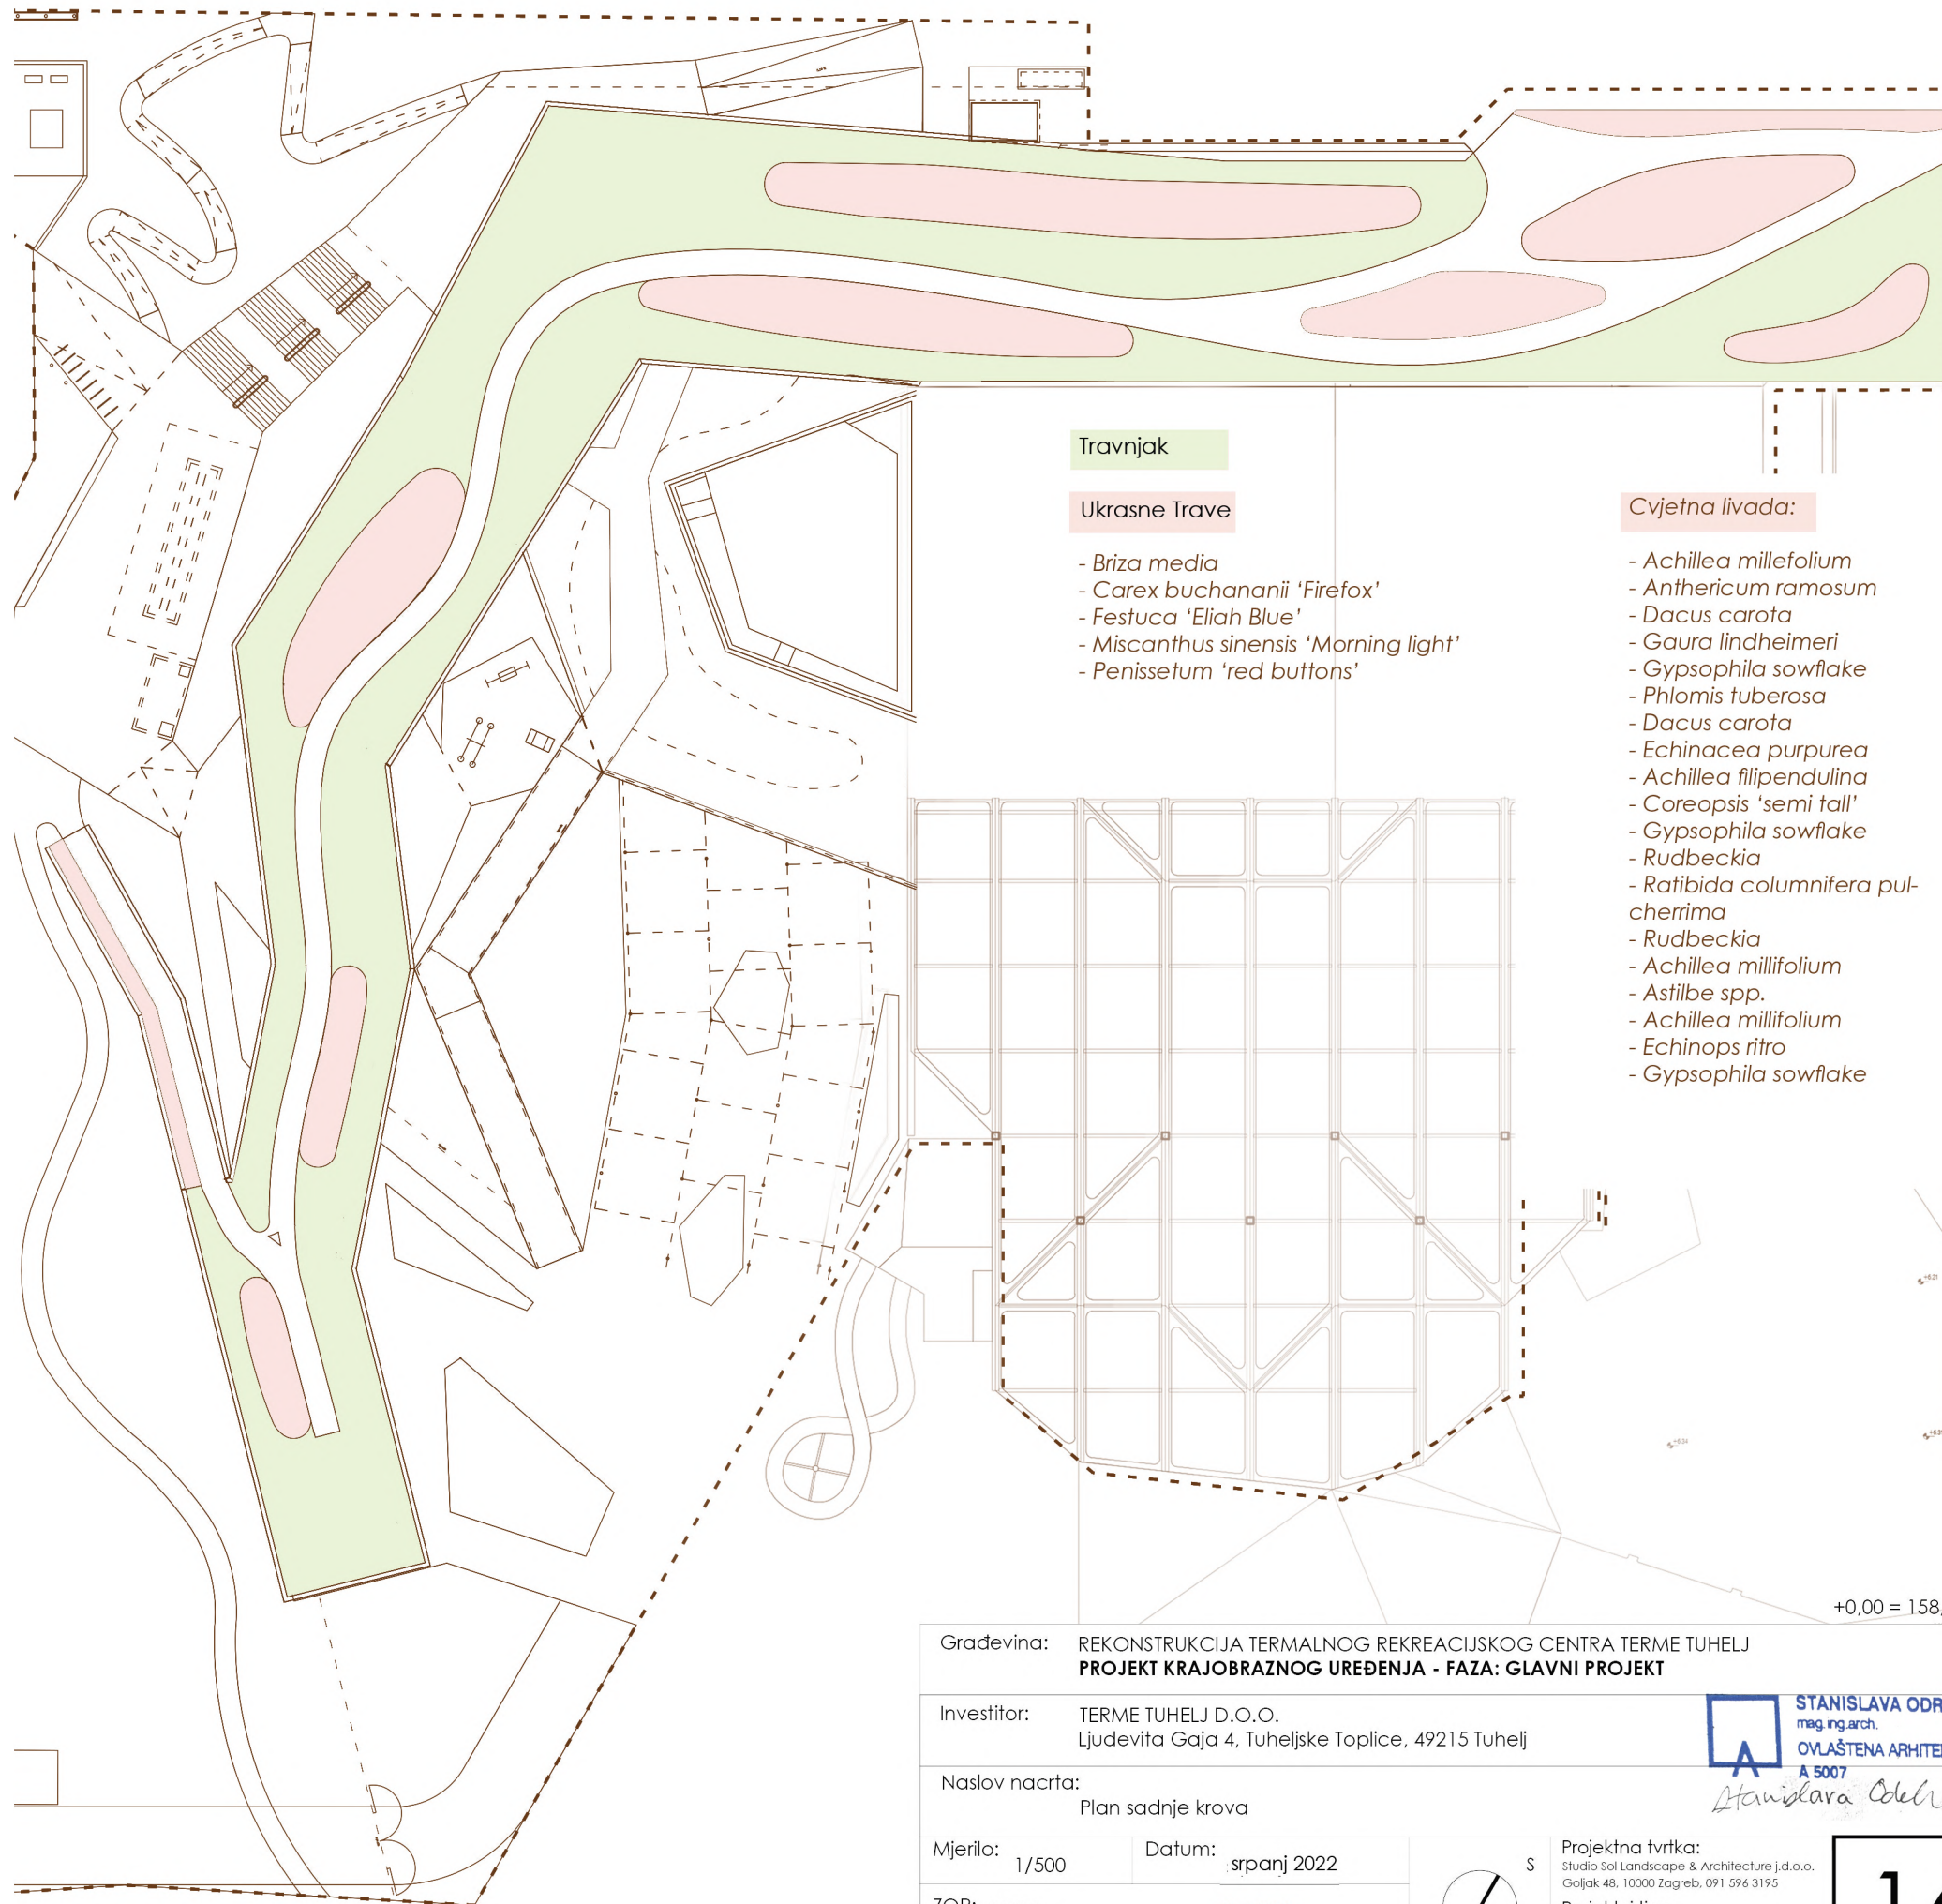 Travnjak
Ukrasne Trave
- Briza media
- Carex buchananii ‘Firefox’
- Festuca ‘Eliah Blue’
- Miscanthus sinensis ‘Morning light’
- Penissetum ‘red buttons’
Cvjetna livada:
- Achillea millefolium
- Anthericum ramosum
- Dacus carota
- Gaura lindheimeri
- Gypsophila sowflake
- Phlomis tuberosa
- Dacus carota
- Echinacea purpurea
- Achillea filipendulina
- Coreopsis ‘semi tall’
- Gypsophila sowflake
- Rudbeckia
- Ratibida columnifera pul-
cherrima
- Rudbeckia
- Achillea millifolium
- Astilbe spp.
- Achillea millifolium
- Echinops ritro
- Gypsophila sowflake
+0,00 = 158,
Građevina: REKONSTRUKCIJA TERMALNOG REKREACIJSKOG CENTRA TERME TUHELJ
PROJEKT KRAJOBRAZNOG UREĐENJA - FAZA: GLAVNI PROJEKT
Investitor: TERME TUHELJ D.O.O.
Ljudevita Gaja 4, Tuheljske Toplice, 49215 Tuhelj
STANISLAVA ODR
mag.ing.arch.
OVLAŠTENA ARHITE
A 5007
Naslov nacrta:
Plan sadnje krova
Mjerilo: 1/500
Datum: srpanj 2022
S
Projektna tvrtka:
Studio Sol Landscape & Architecture j.d.o.o.
Goljak 48, 10000 Zagreb, 091 596 3195